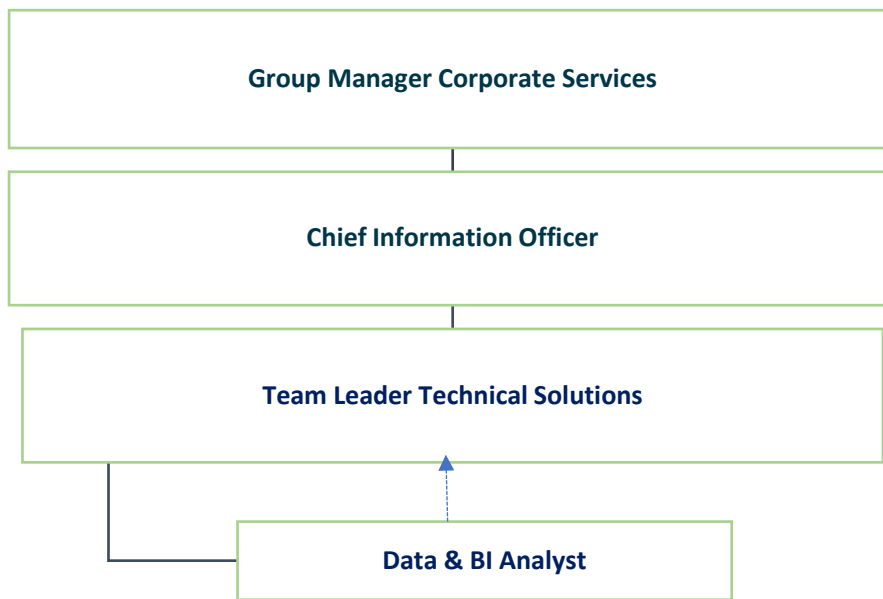 Group Manager Corporate Services
Chief Information Officer
Team Leader Technical Solutions
Data & BI Analyst